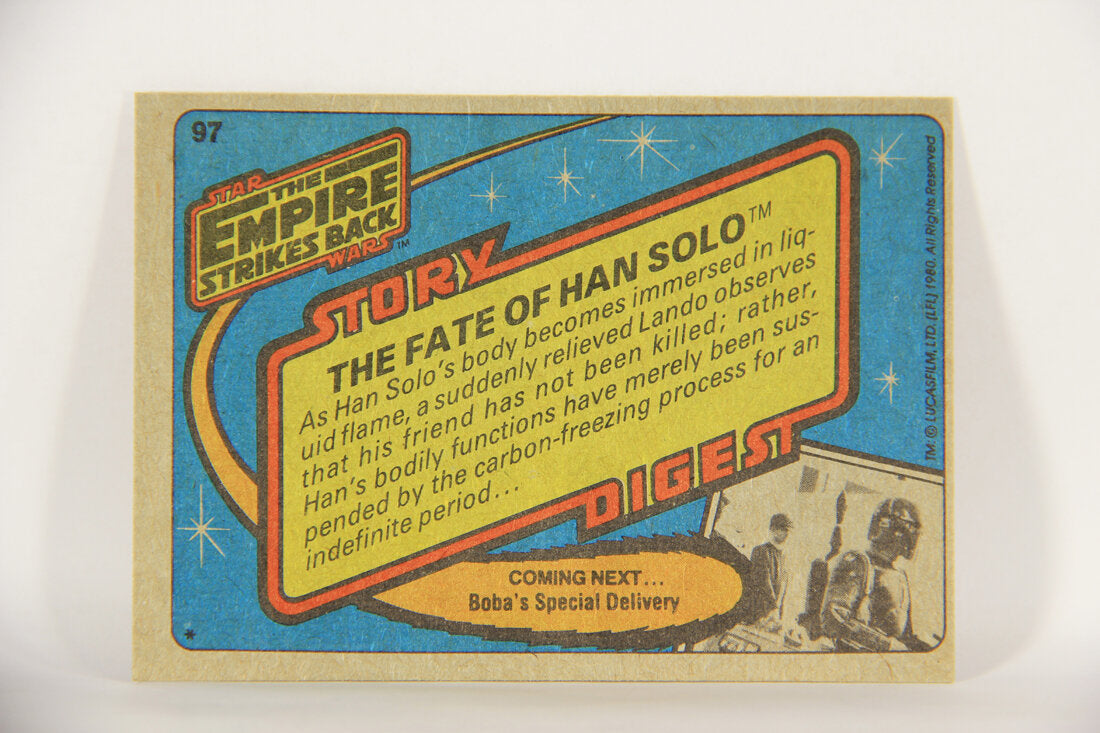 97
STAR
THE
EMPIRE
STRIKES BACK
WARS™
STORY
THE FATE OF HAN SOLO™
As Han Solo's body becomes immersed in liq-
uid flame, a suddenly relieved Lando observes
that his friend has not been killed; rather,
Han's bodily functions have merely been sus-
pended by the carbon-freezing process for an
indefinite period...
DIGEST
COMING NEXT...
Boba's Special Delivery
*
TM: © LUCASFILM, LTD. (LFL) 1980. All Rights Reserved